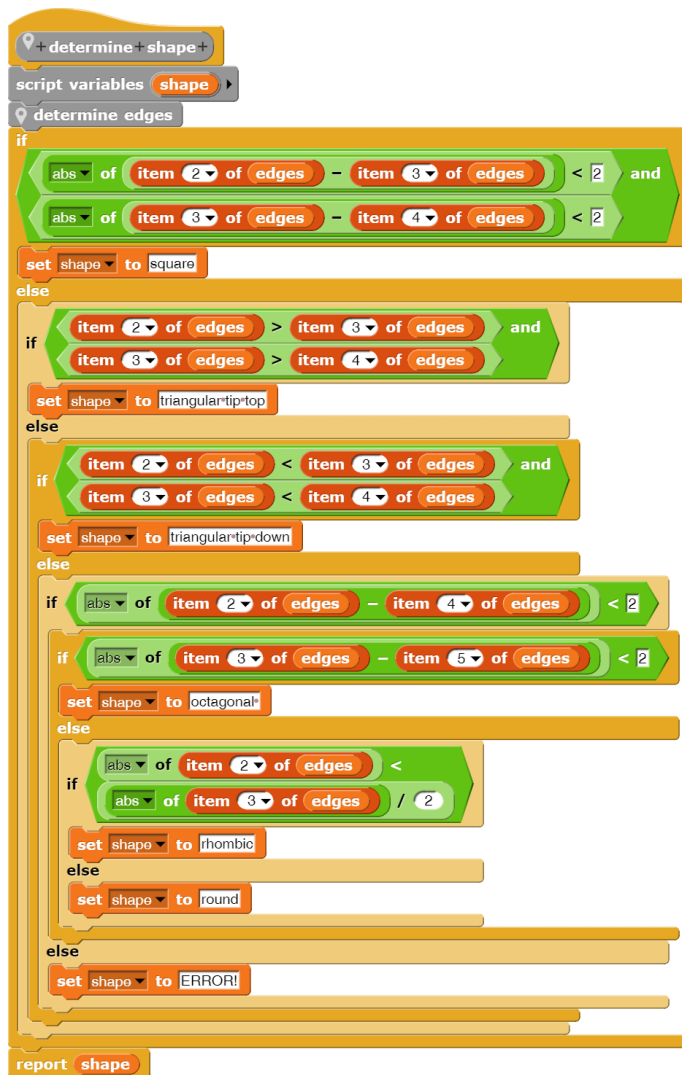 + determine + shape +
script variables shape
determine edges
if
abs of item 2 of edges - item 3 of edges < 2 and
abs of item 3 of edges - item 4 of edges < 2
set shape to square
else
if item 2 of edges > item 3 of edges and
item 3 of edges > item 4 of edges
set shape to triangular•tip•top
else
if item 2 of edges < item 3 of edges and
item 3 of edges < item 4 of edges
set shape to triangular•tip•down
else
if abs of item 2 of edges - item 4 of edges < 2
if abs of item 3 of edges - item 5 of edges < 2
set shape to octagonal•
else
if abs of item 2 of edges <
abs of item 3 of edges / 2
set shape to rhombic
else
set shape to round
else
set shape to ERROR!
report shape